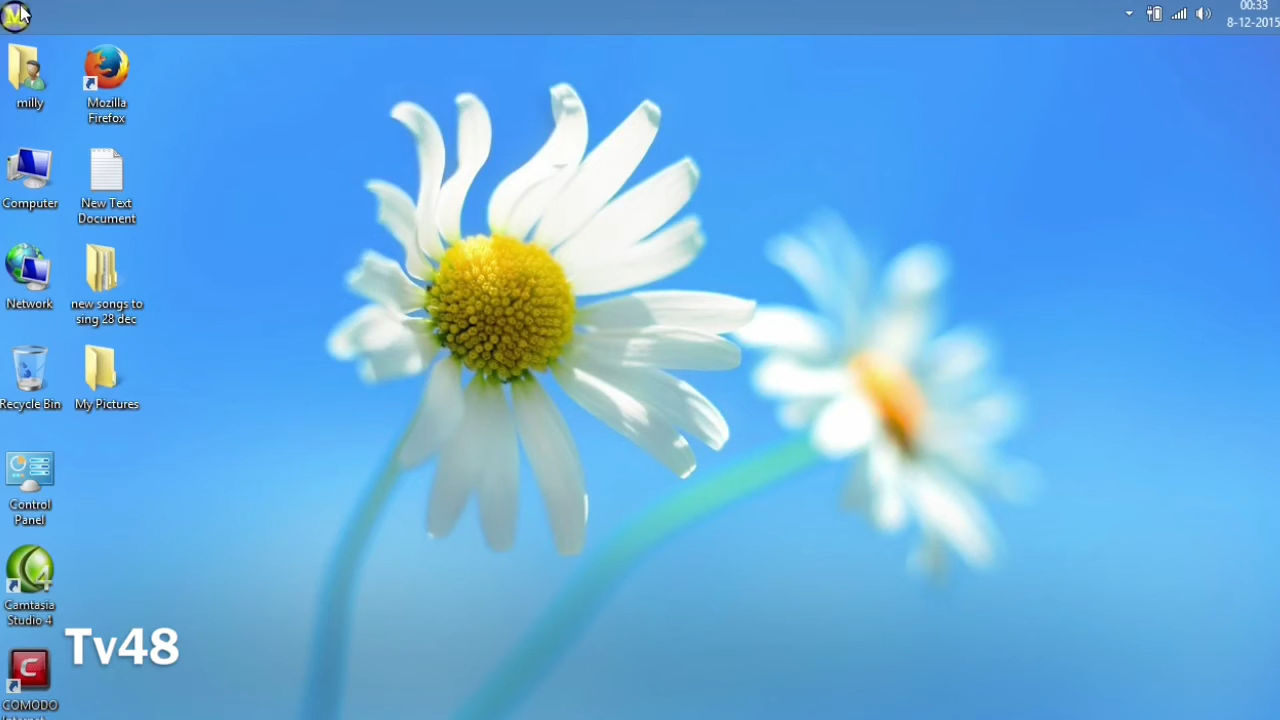 00:33
8-12-2015
milly
Mozilla
Firefox
Computer
New Text
Document
Network
new songs to
sing 28 dec
Recycle Bin
My Pictures
Control
Panel
Camtasia
Studio 4
Tv48
COMODO